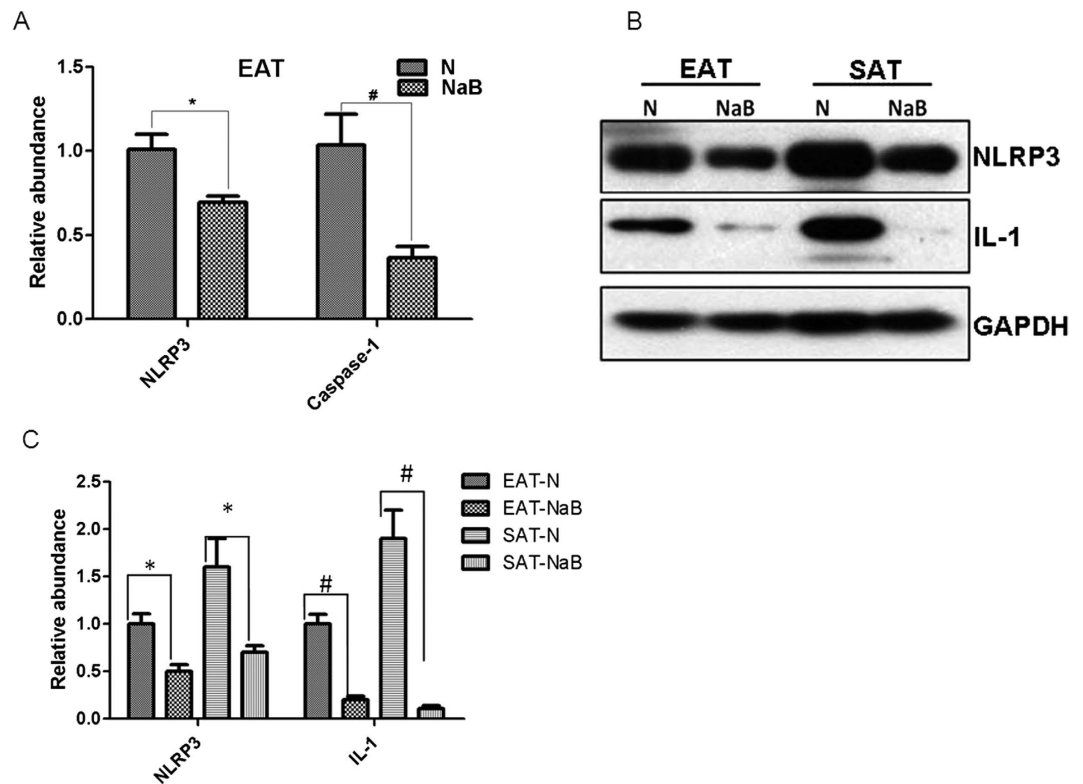 A
EAT
N
NaB
*
#
1.5
1.0
0.5
0.0
Relative abundance
NLRP3
Caspase-1
B
EAT SAT
N NaB N NaB
NLRP3
IL-1
GAPDH
C
EAT-N
EAT-NaB
SAT-N
SAT-NaB
*
*
#
#
2.5
2.0
1.5
1.0
0.5
0.0
Relative abundance
NLRP3
IL-1